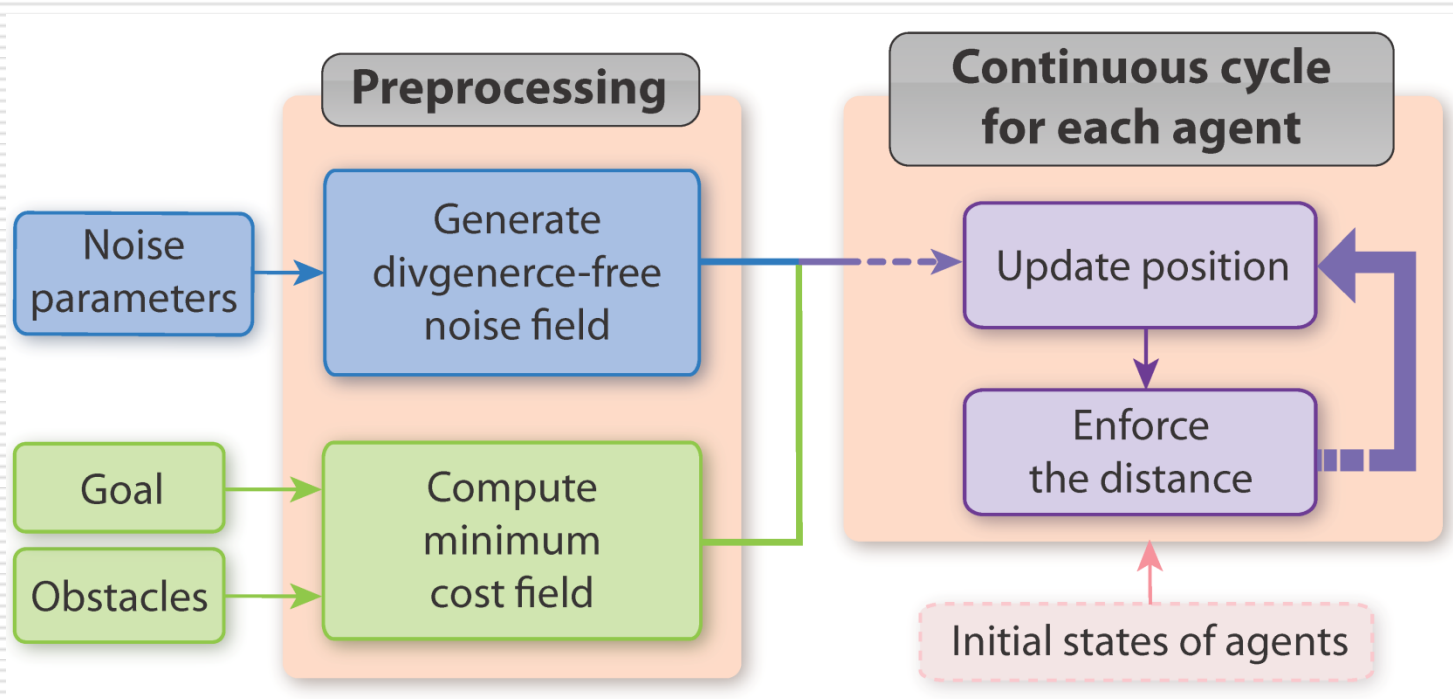 Preprocessing
Continuous cycle
for each agent
Noise
parameters
Generate
divgenerce-free
noise field
Update position
Goal
Obstacles
Compute
minimum
cost field
Enforce
the distance
Initial states of agents